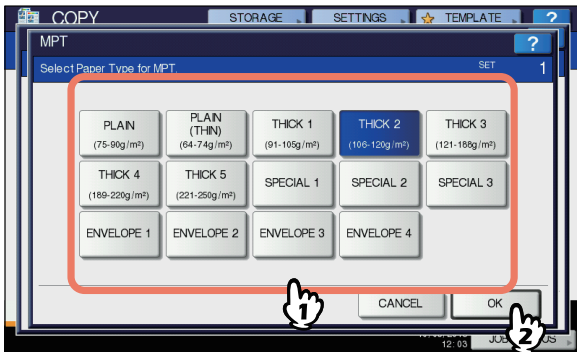 COPY
STORAGE
SETTINGS
TEMPLATE
?
MPT
?
Select Paper Type for MPT.
SET
1
PLAIN
(75-90g/m²)
PLAIN
(THIN)
(64-74g/m²)
THICK 1
(91-105g/m²)
THICK 2
(106-120g/m²)
THICK 3
(121-188g/m²)
THICK 4
(189-220g/m²)
THICK 5
(221-250g/m²)
SPECIAL 1
SPECIAL 2
SPECIAL 3
ENVELOPE 1
ENVELOPE 2
ENVELOPE 3
ENVELOPE 4
1
CANCEL
OK
2
12:03